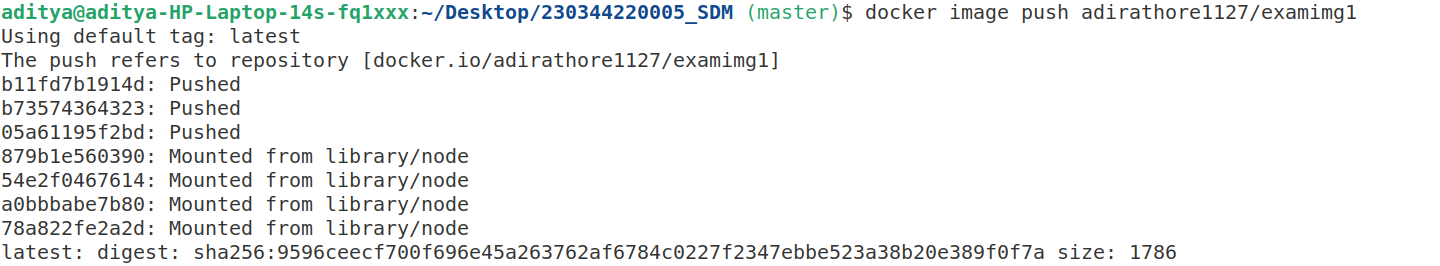 aditya@aditya-HP-Laptop-14s-fq1xxx:~/Desktop/230344220005_SDM (master)$ docker image push adirathore1127/examimg1
Using default tag: latest
The push refers to repository [docker.io/adirathore1127/examimg1]
b11fd7b1914d: Pushed
b73574364323: Pushed
05a61195f2bd: Pushed
879b1e560390: Mounted from library/node
54e2f0467614: Mounted from library/node
a0bbbabe7b80: Mounted from library/node
78a822fe2a2d: Mounted from library/node
latest: digest: sha256:9596ceecf700f696e45a263762af6784c0227f2347ebbe523a38b20e389f0f7a size: 1786